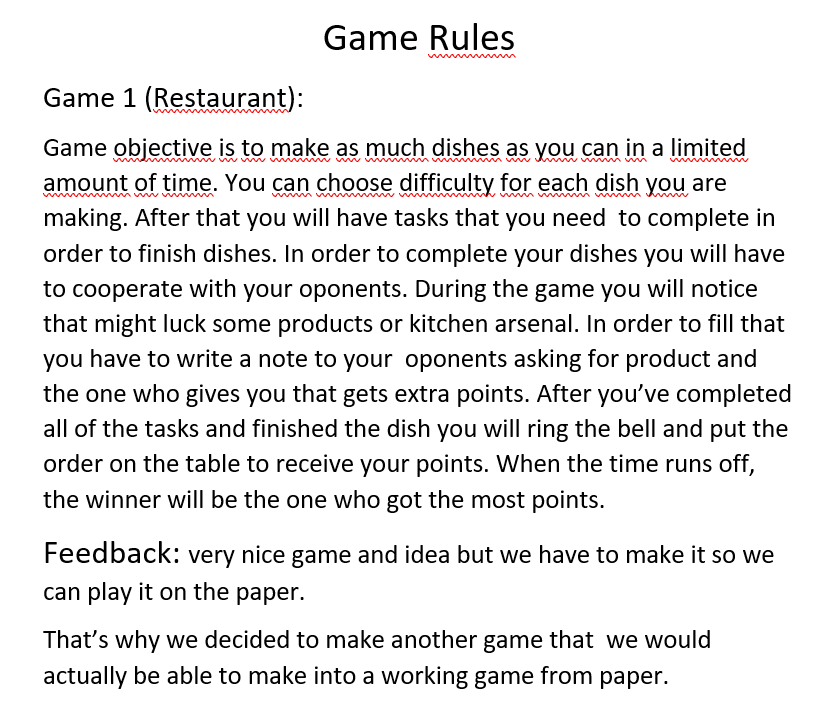 Game Rules
Game 1 (Restaurant):
Game objective is to make as much dishes as you can in a limited
amount of time. You can choose difficulty for each dish you are
making. After that you will have tasks that you need  to complete in
order to finish dishes. In order to complete your dishes you will have
to cooperate with your oponents. During the game you will notice
that might luck some products or kitchen arsenal. In order to fill that
you have to write a note to your  oponents asking for product and
the one who gives you that gets extra points. After you’ve completed
all of the tasks and finished the dish you will ring the bell and put the
order on the table to receive your points. When the time runs off,
the winner will be the one who got the most points.
Feedback: very nice game and idea but we have to make it so we
can play it on the paper.
That’s why we decided to make another game that  we would
actually be able to make into a working game from paper.